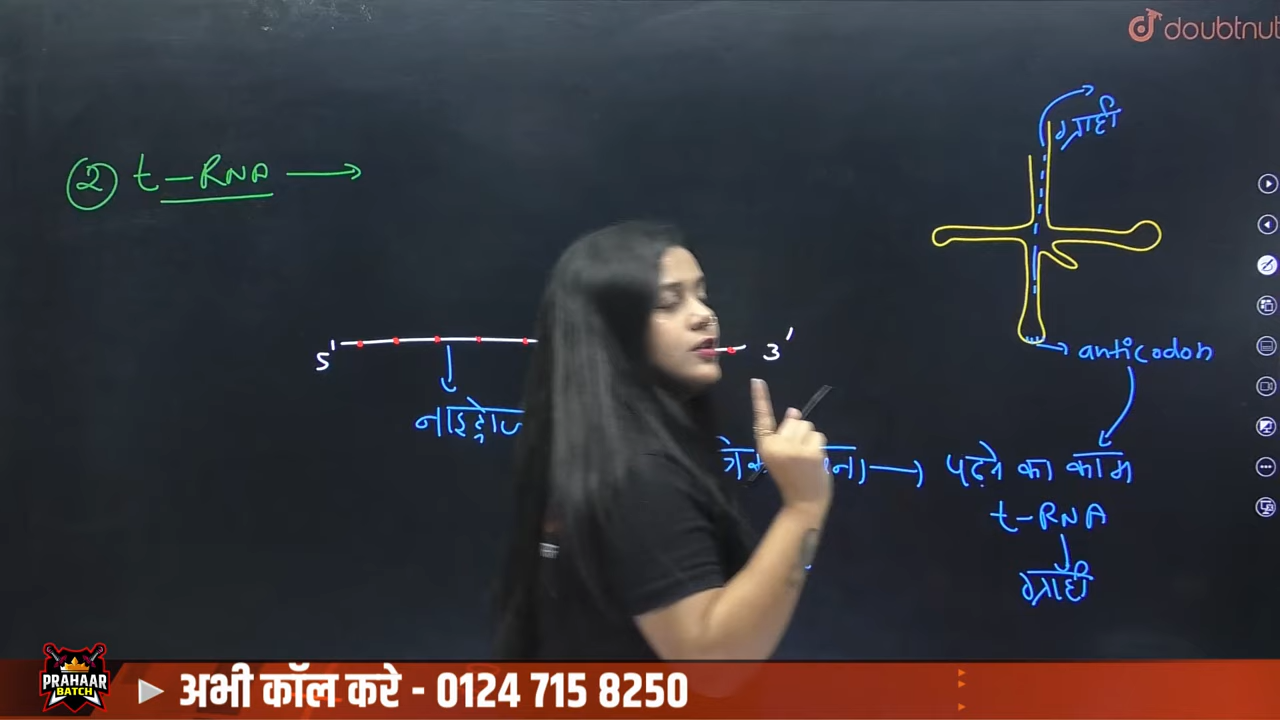 doubtnut
ग्राही
② t-RNA →
5' 3'
→ anticodon
→ पढ़ने का काम
t-RNA
ग्राही
PRAHAAR
BATCH
अभी कॉल करे - 0124 715 8250